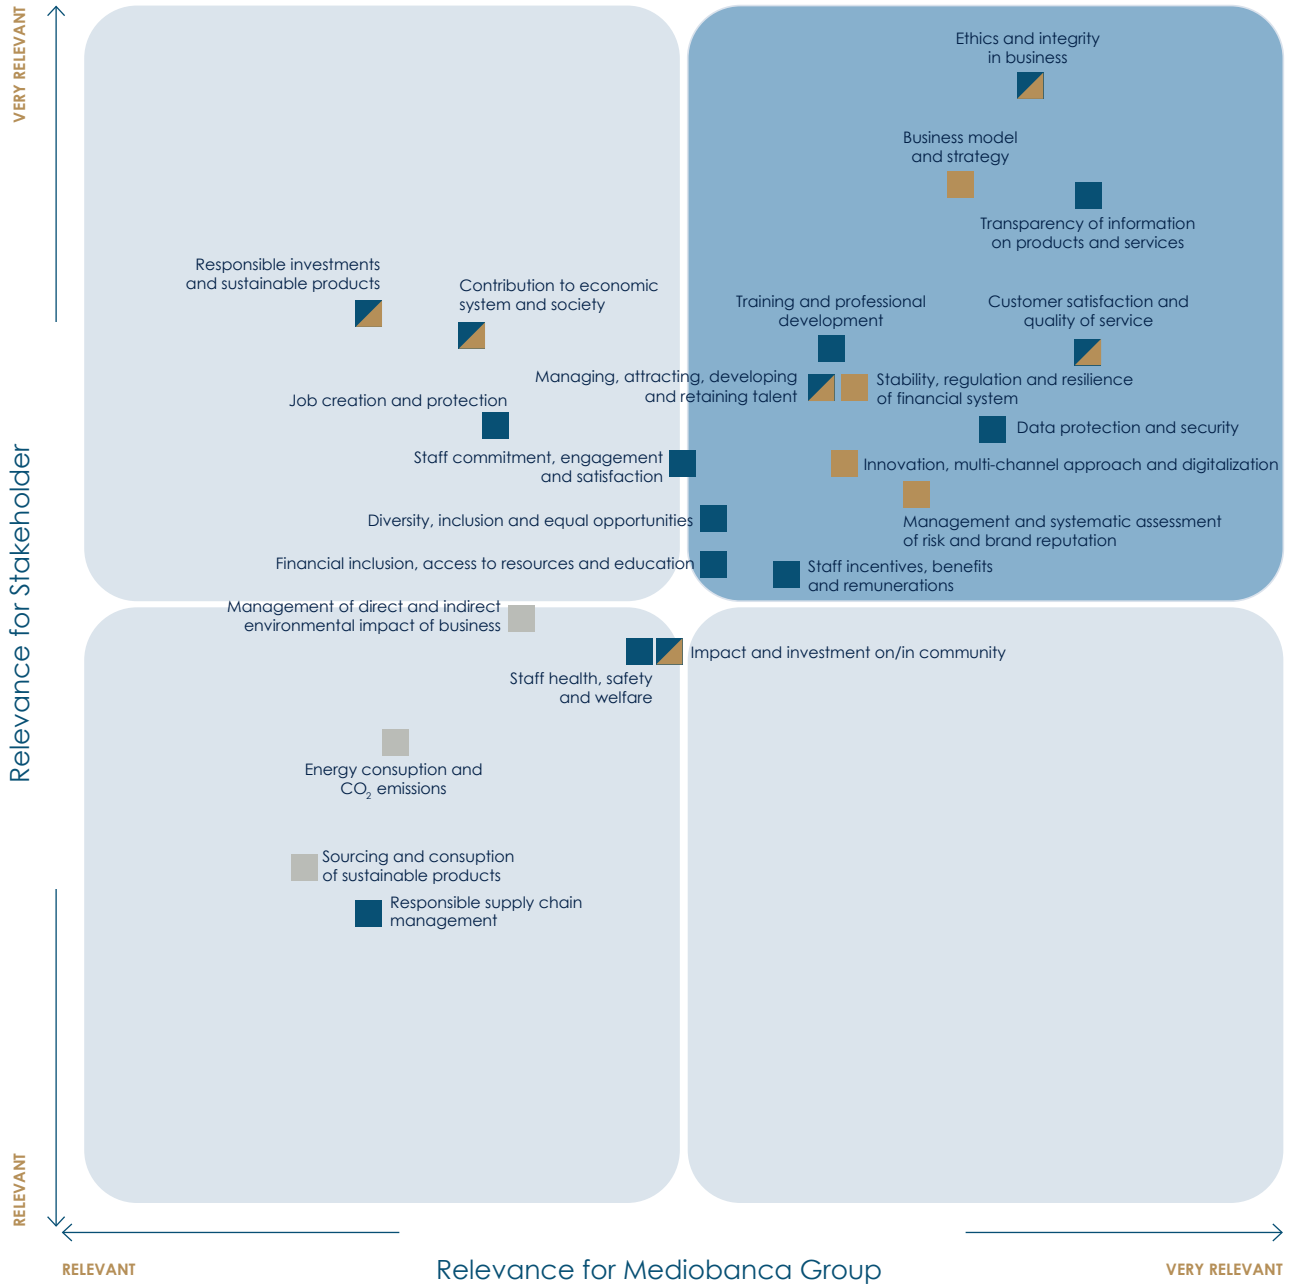 VERY RELEVANT
Ethics and integrity
in business
Business model
and strategy
Transparency of information
on products and services
Responsible investments
and sustainable products
Contribution to economic
system and society
Training and professional
development
Customer satisfaction and
quality of service
Managing, attracting, developing
and retaining talent
Stability, regulation and resilience
of financial system
Job creation and protection
Data protection and security
Staff commitment, engagement
and satisfaction
Innovation, multi-channel approach and digitalization
Management and systematic assessment
of risk and brand reputation
Diversity, inclusion and equal opportunities
Financial inclusion, access to resources and education
Staff incentives, benefits
and remunerations
Relevance for Stakeholder
Management of direct and indirect
environmental impact of business
Impact and investment on/in community
Staff health, safety
and welfare
Energy consuption and
CO₂ emissions
Sourcing and consuption
of sustainable products
Responsible supply chain
management
RELEVANT
RELEVANT
Relevance for Mediobanca Group
VERY RELEVANT